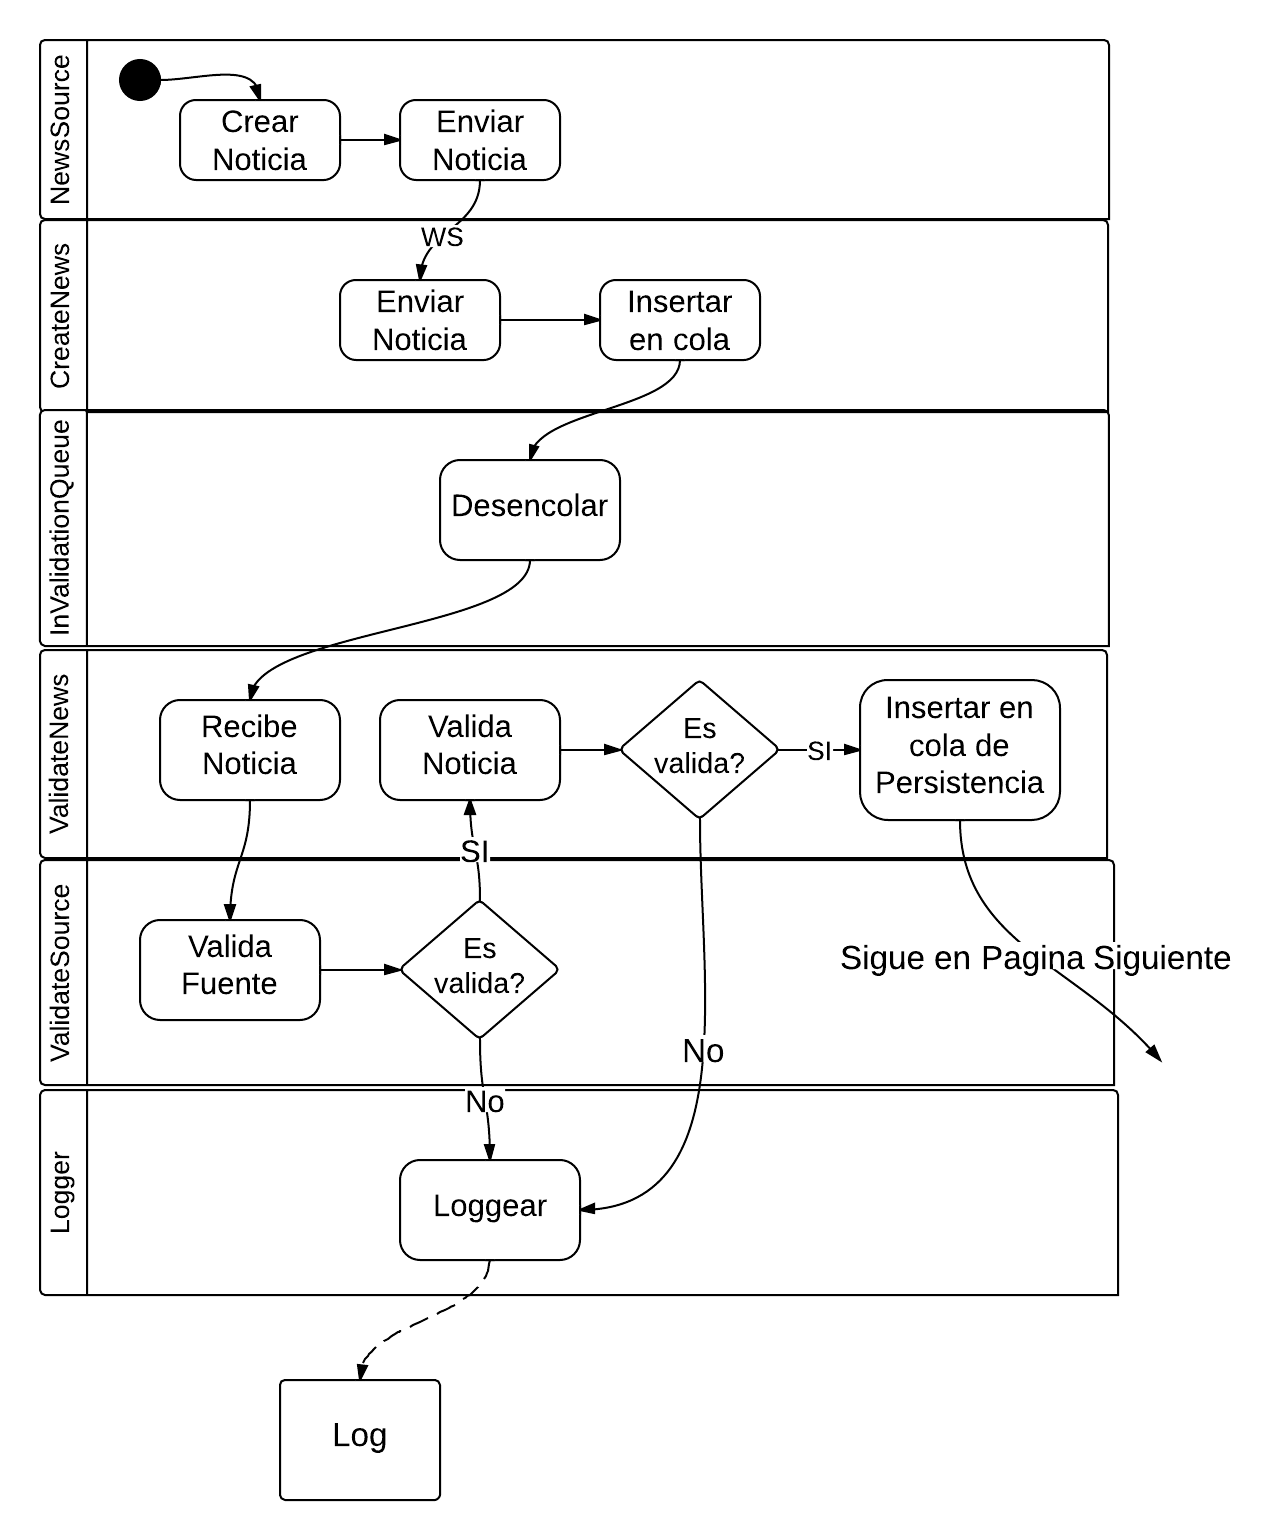 NewsSource
Crear
Noticia
Enviar
Noticia
WS
CreateNews
Enviar
Noticia
Insertar
en cola
InValidationQueue
Desencolar
ValidateNews
Recibe
Noticia
Valida
Noticia
Es
valida?
SI
Insertar en
cola de
Persistencia
SI
ValidateSource
Valida
Fuente
Es
valida?
Sigue en Pagina Siguiente
No
No
Logger
Loggear
Log